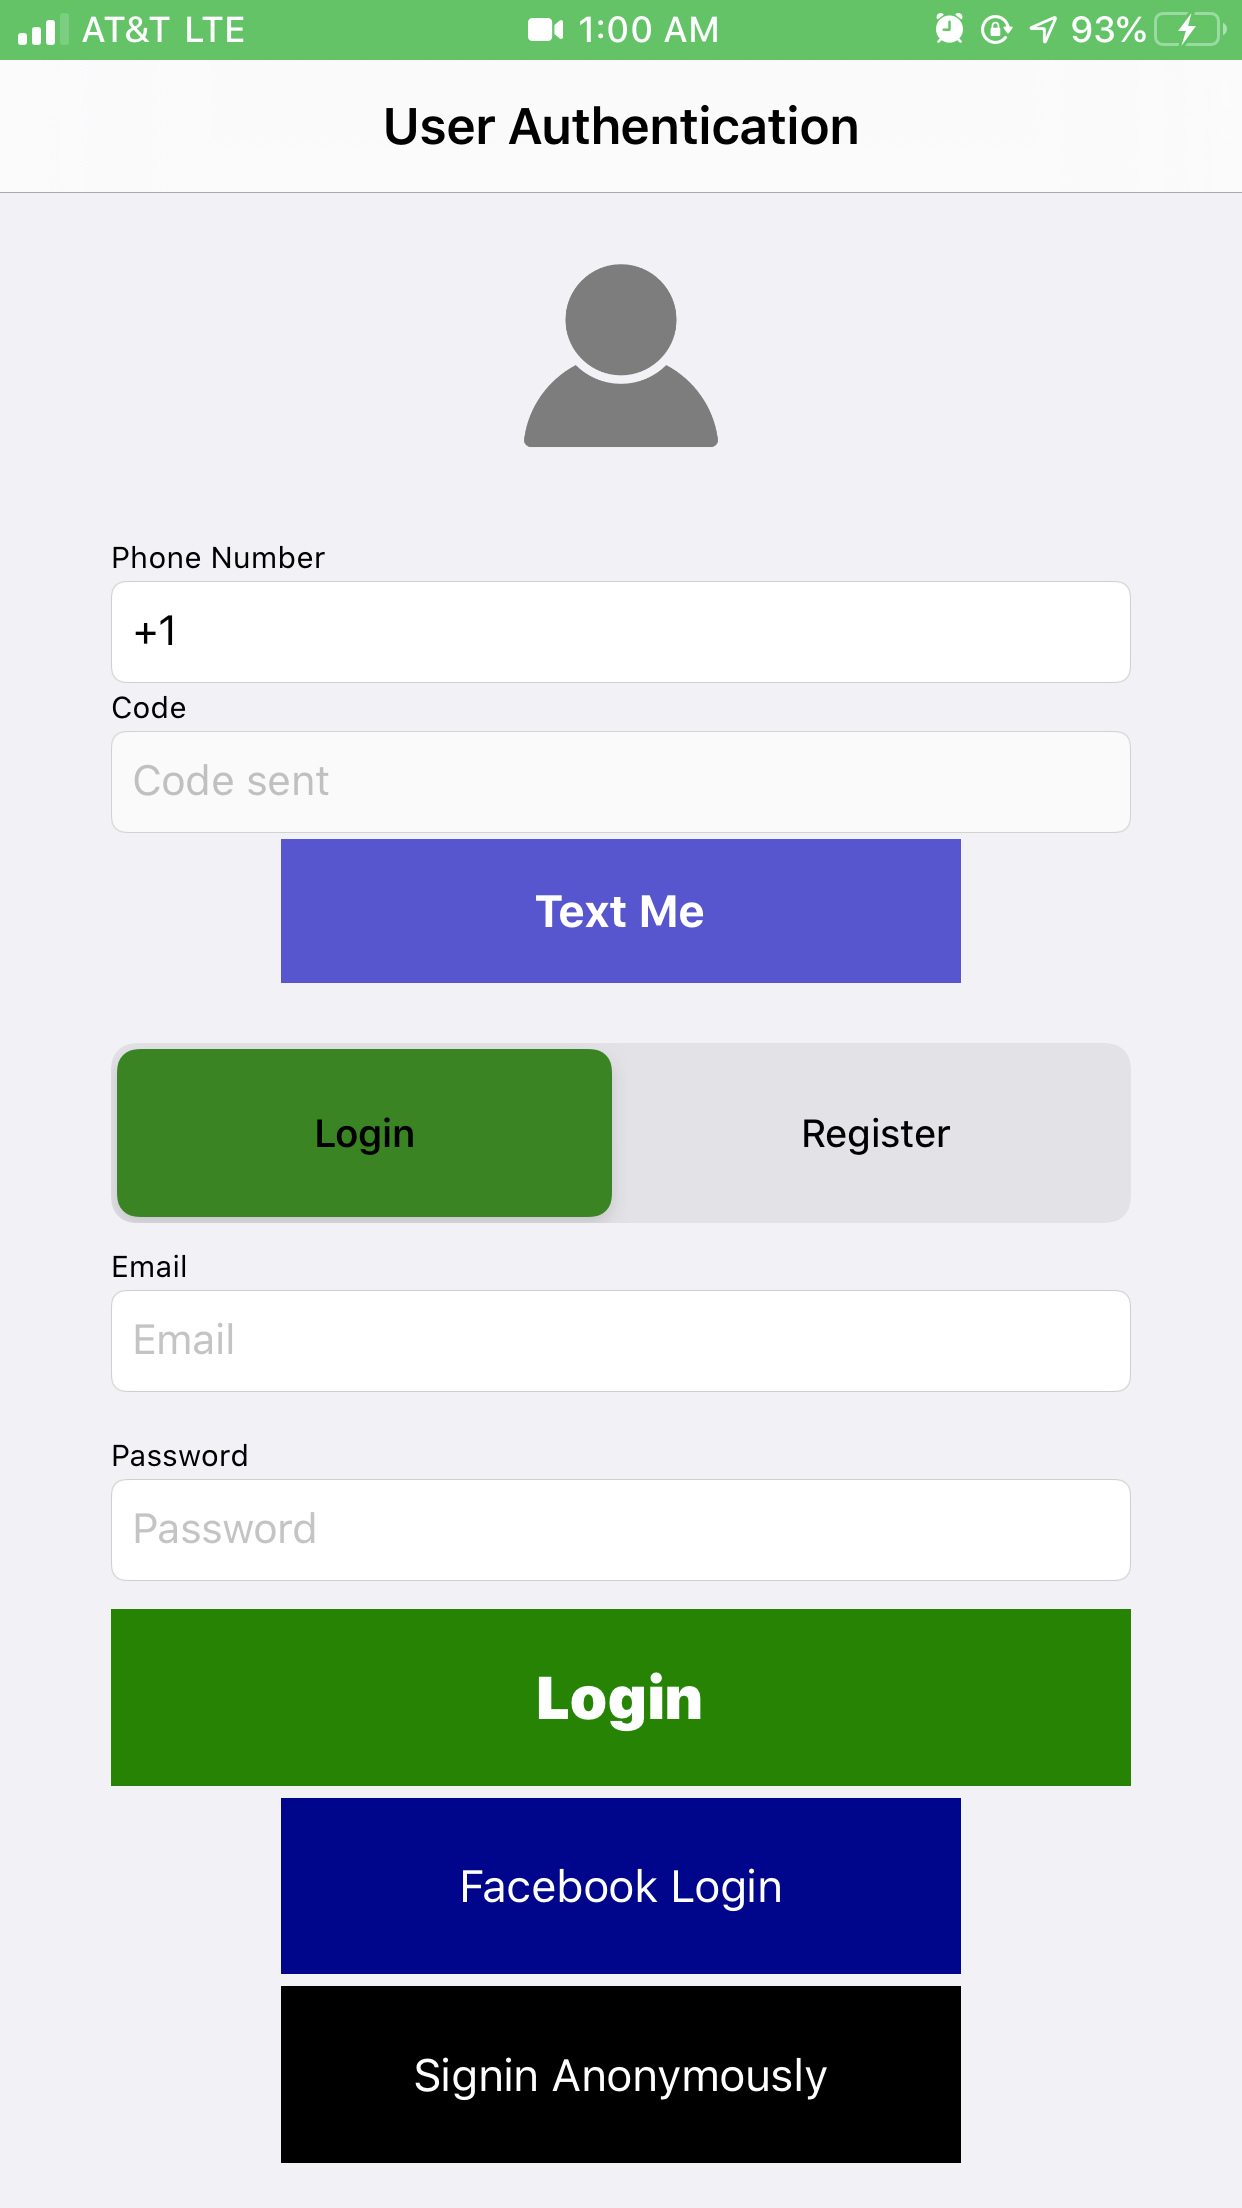 AT&T LTE 1:00 AM 93%
User Authentication
Phone Number
+1
Code
Code sent
Text Me
Login Register
Email
Email
Password
Password
Login
Facebook Login
Signin Anonymously